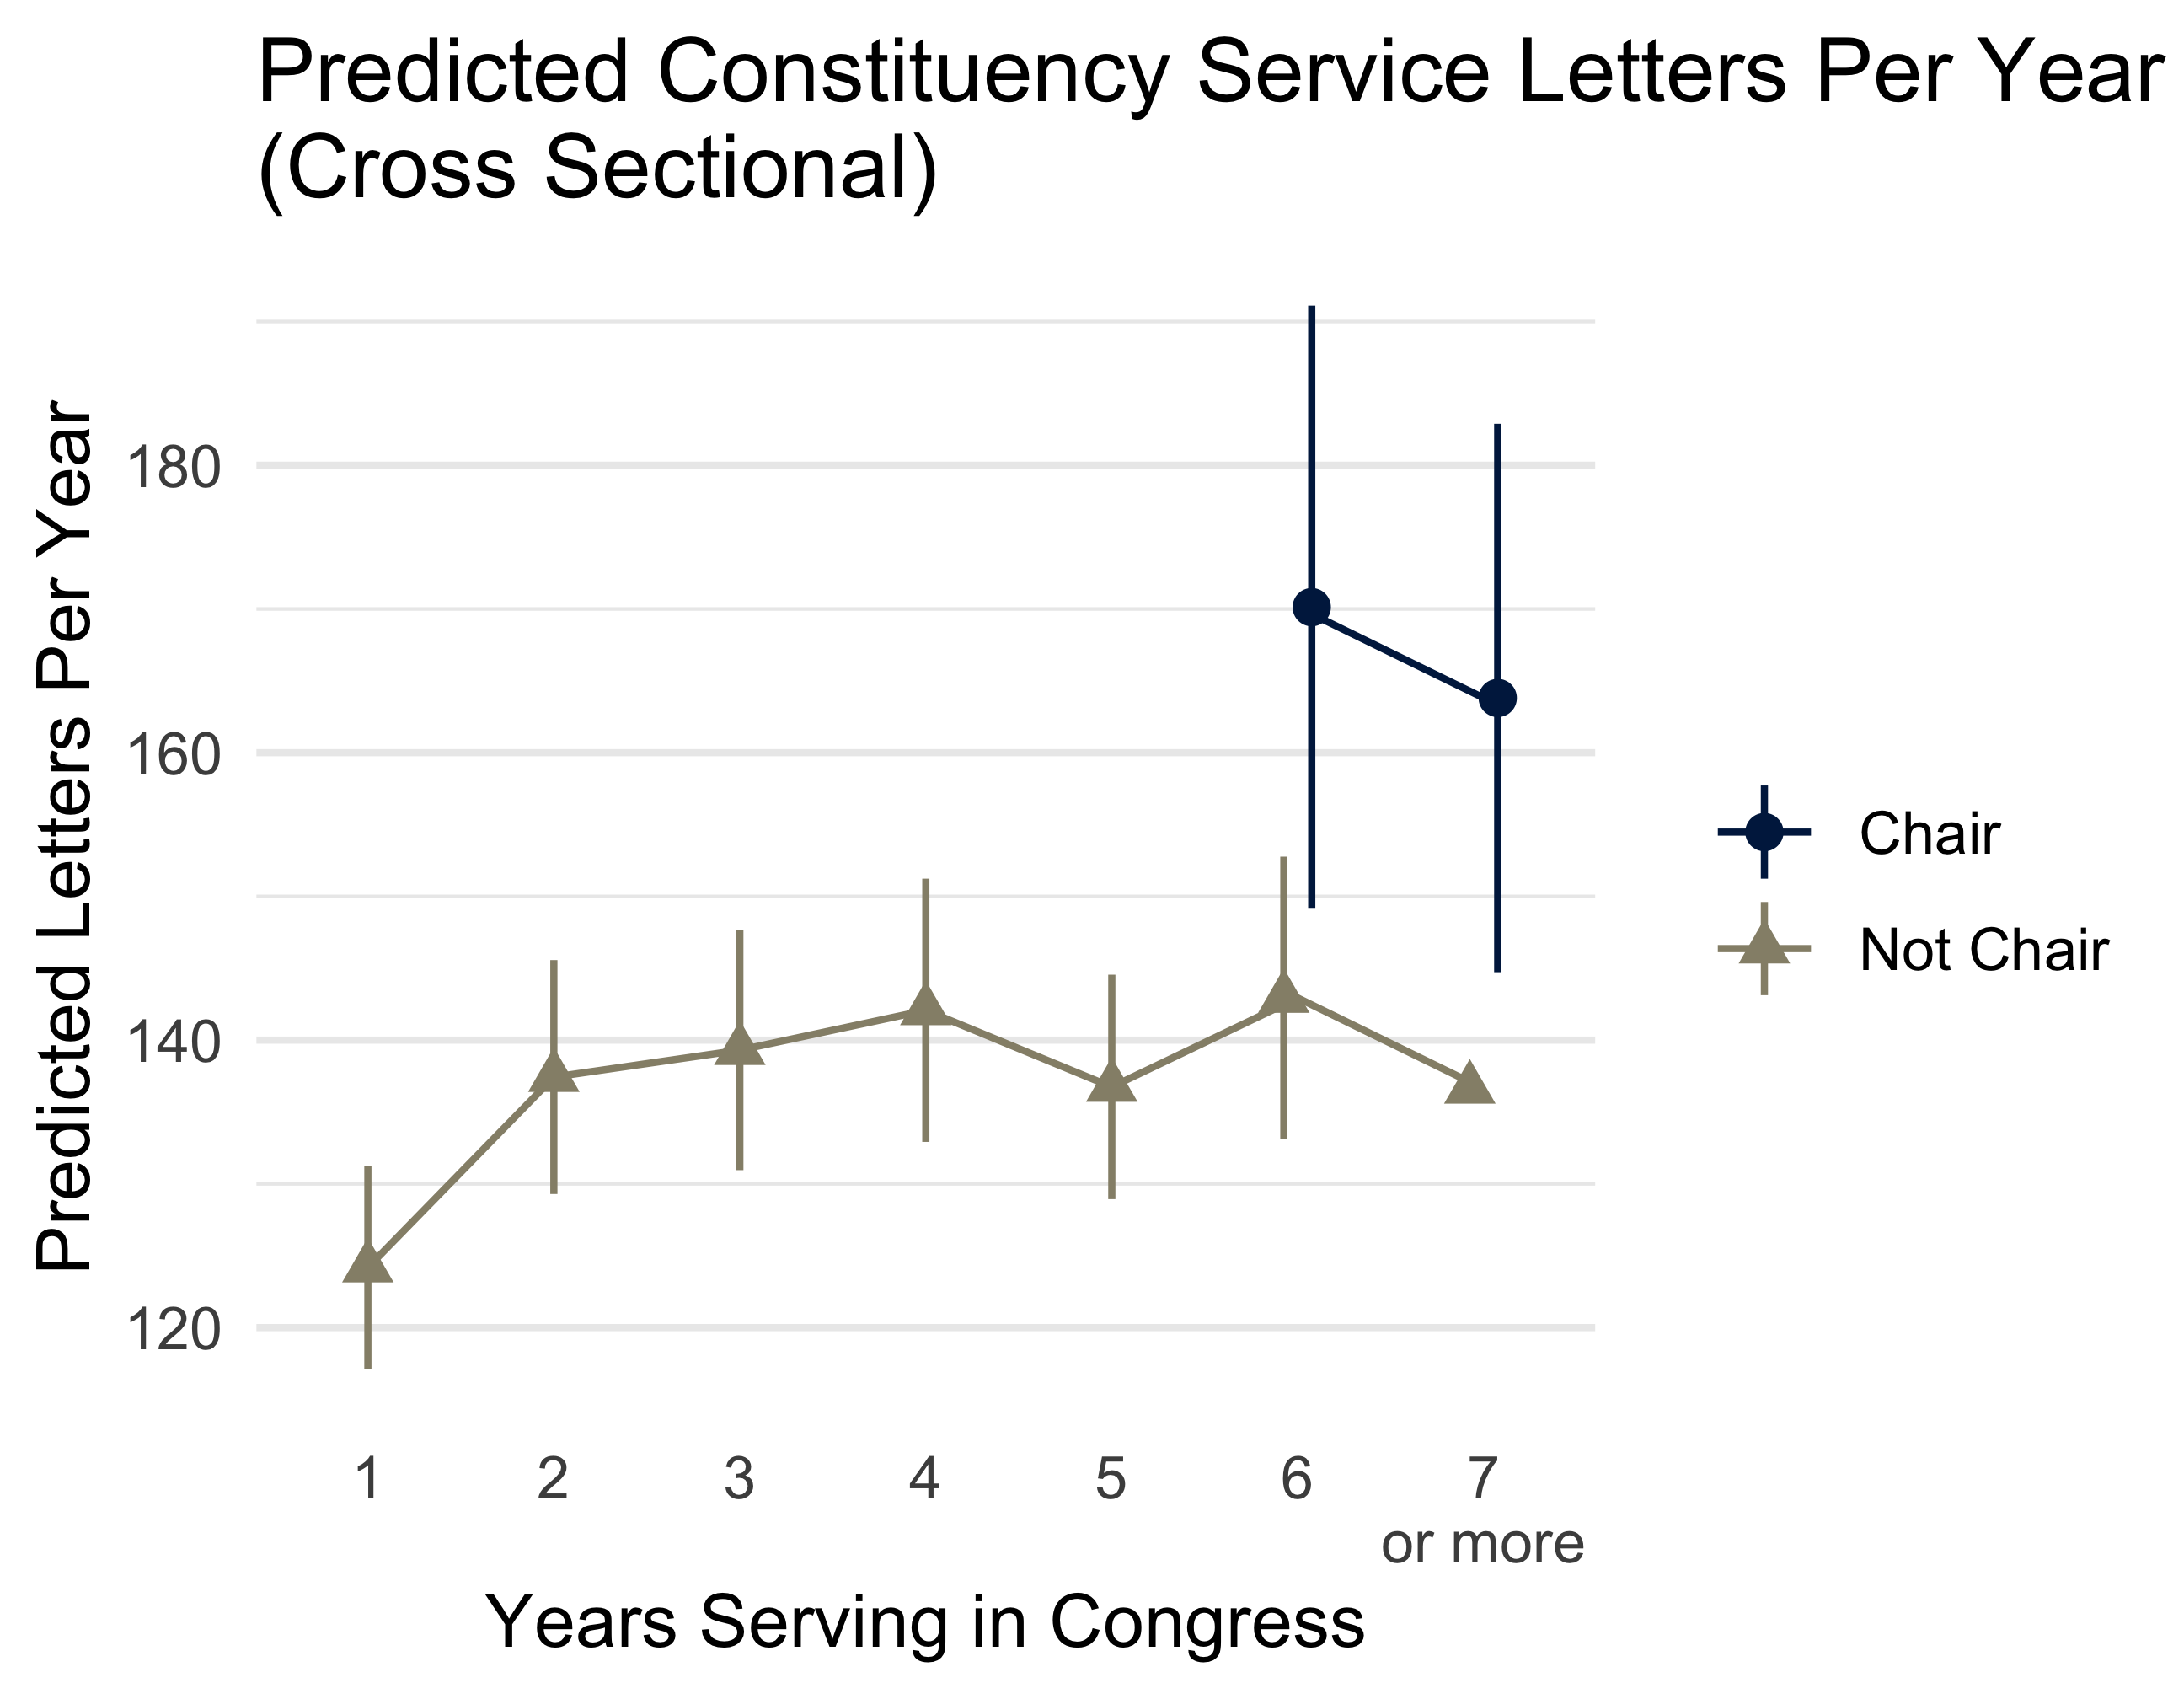 Predicted Constituency Service Letters Per Year
(Cross Sectional)
Predicted Letters Per Year
180
160
140
120
Chair
Not Chair
1 2 3 4 5 6 7
or more
Years Serving in Congress